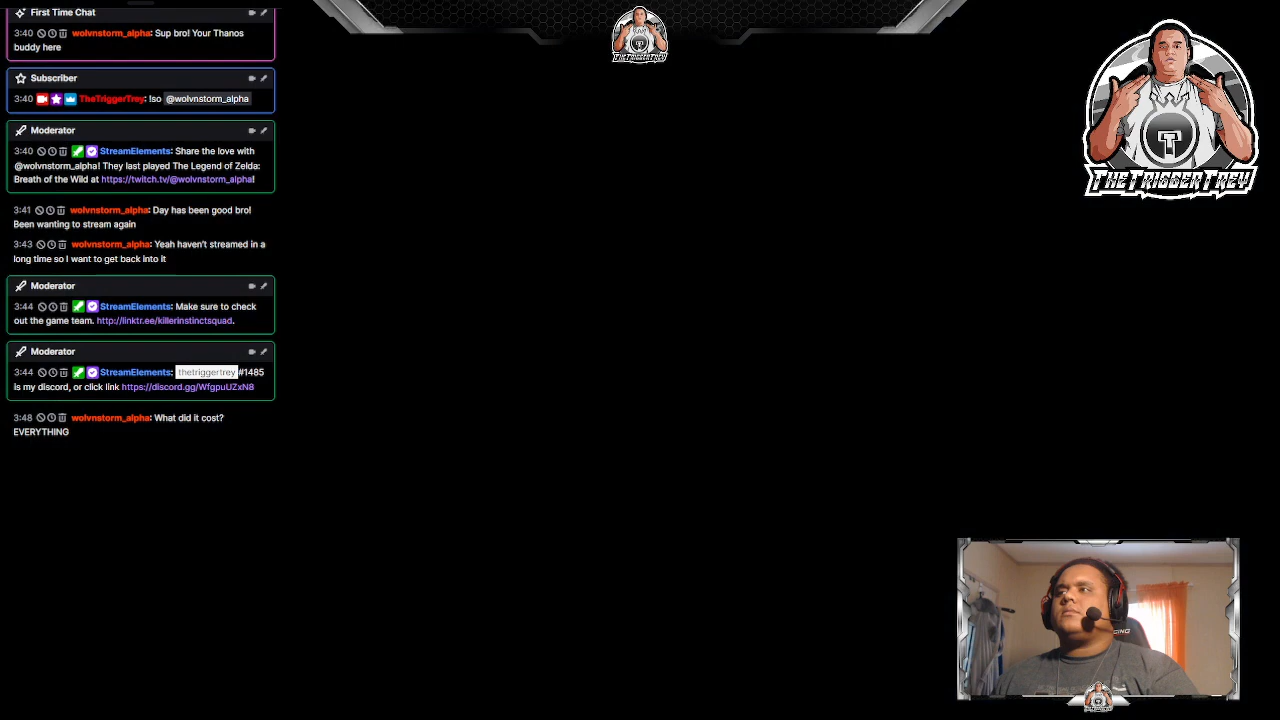 First Time Chat
3:40 wolvnstorm_alpha: Sup bro! Your Thanos
buddy here
Subscriber
3:40 TheTriggerTrey: !so @wolvnstorm_alpha
Moderator
3:40 StreamElements: Share the love with
@wolvnstorm_alpha! They last played The Legend of Zelda:
Breath of the Wild at https://twitch.tv/@wolvnstorm_alpha!
3:41 wolvnstorm_alpha: Day has been good bro!
Been wanting to stream again
3:43 wolvnstorm_alpha: Yeah haven't streamed in a
long time so I want to get back into it
Moderator
3:44 StreamElements: Make sure to check
out the game team. http://linktr.ee/killerinstinctsquad.
Moderator
3:44 StreamElements: thetriggertrey#1485
is my discord, or click link https://discord.gg/WfgpuUZxN8
3:48 wolvnstorm_alpha: What did it cost?
EVERYTHING
THETRIGGERTREY
T
THETRIGGERTREY